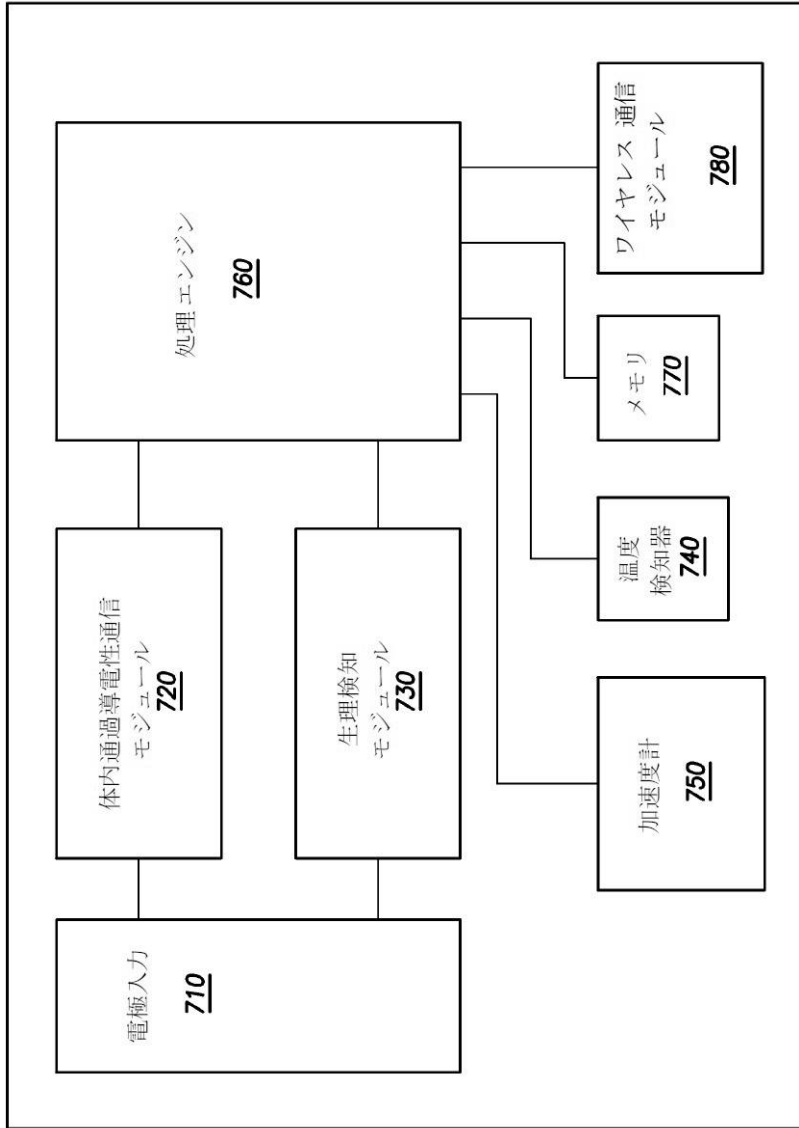 電極入力
710
体内通過導電性通信
モジュール
720
生理検知
モジュール
730
処理エンジン
760
加速度計
750
温度
検知器
740
メモリ
770
ワイヤレス 通信
モジュール
780